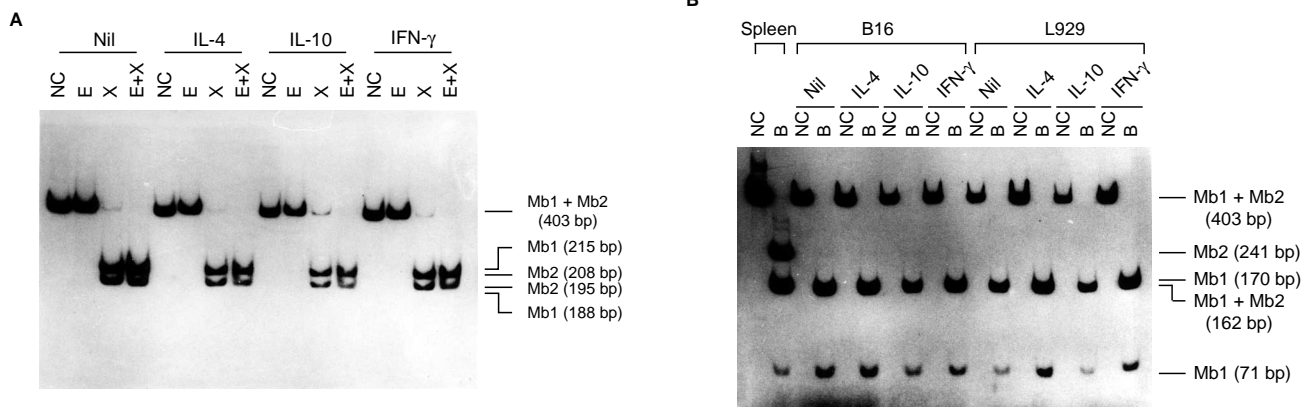 A
Nil IL-4 IL-10 IFN-γ
NC E X E+X NC E X E+X NC E X E+X NC E X E+X
Mb1 + Mb2
(403 bp)
Mb1 (215 bp)
Mb2 (208 bp)
Mb2 (195 bp)
Mb1 (188 bp)
B
Spleen B16 L929
Nil IL-4 IL-10 IFN-γ Nil IL-4 IL-10 IFN-γ
NC B NC B NC B NC B NC B NC B NC B NC B NC B
Mb1 + Mb2
(403 bp)
Mb2 (241 bp)
Mb1 (170 bp)
Mb1 + Mb2
(162 bp)
Mb1 (71 bp)